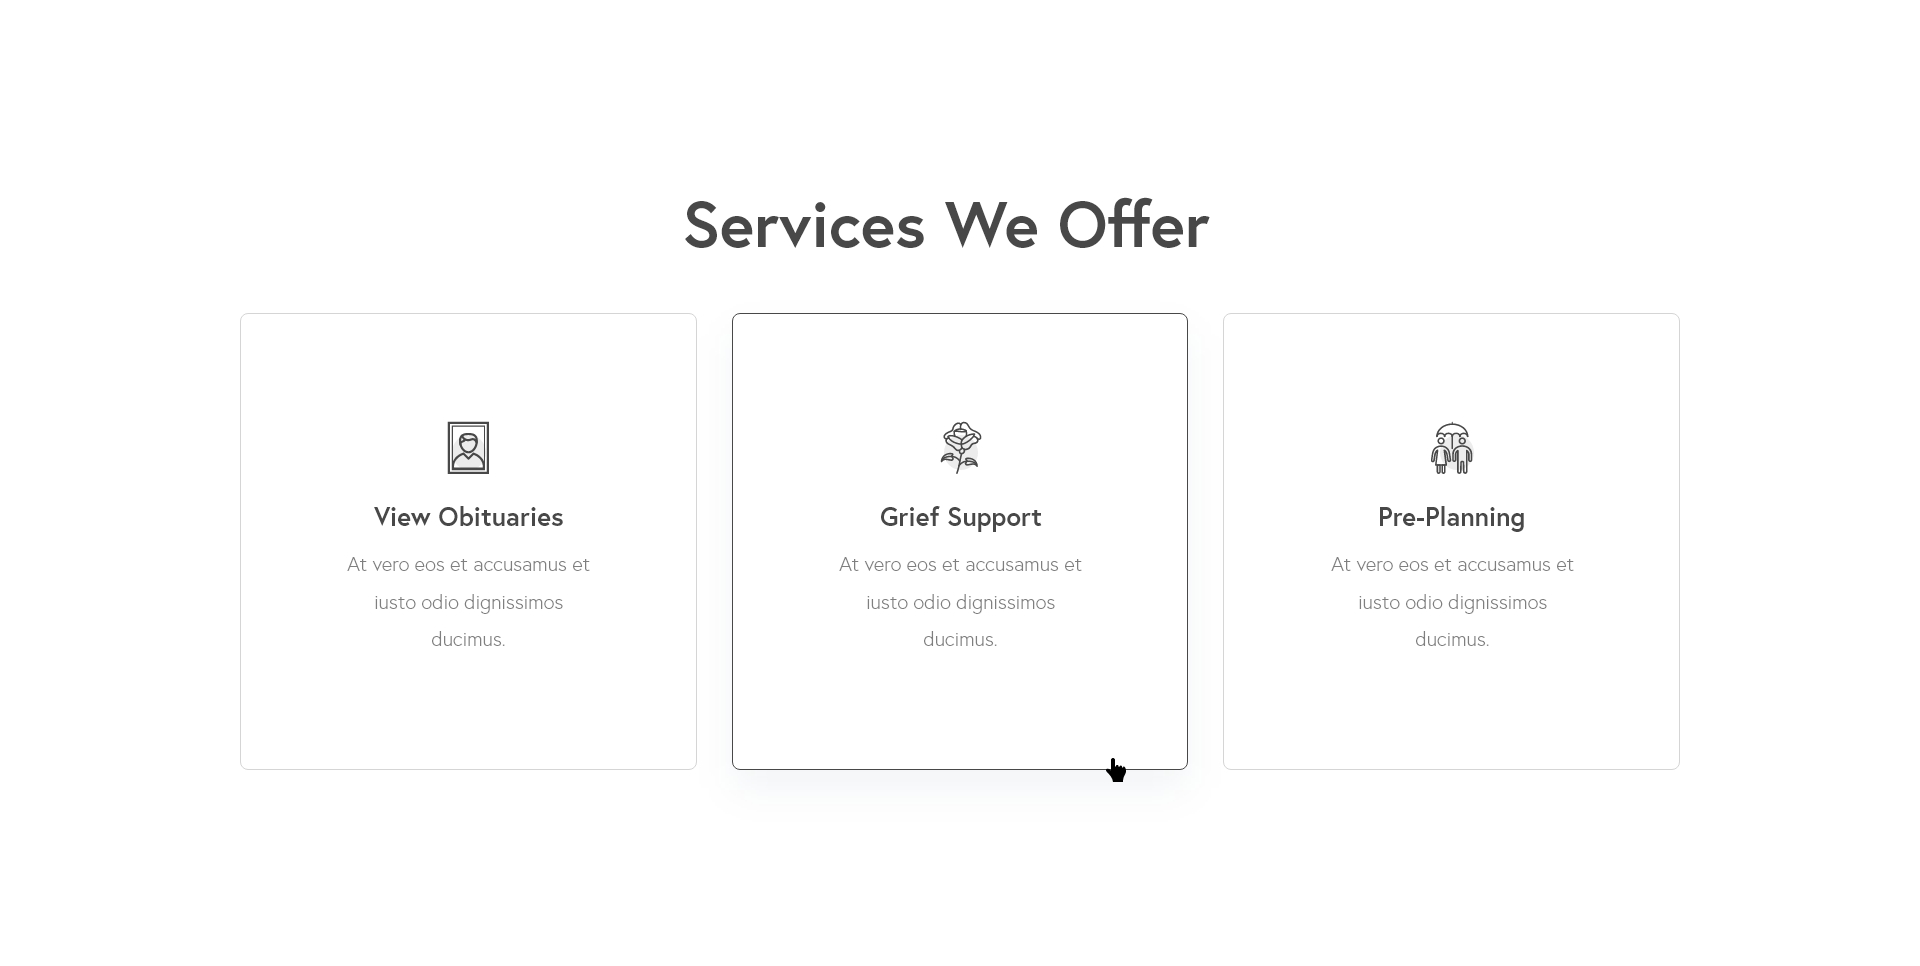 Services We Offer
View Obituaries
At vero eos et accusamus et
iusto odio dignissimos
ducimus.
Grief Support
At vero eos et accusamus et
iusto odio dignissimos
ducimus.
Pre-Planning
At vero eos et accusamus et
iusto odio dignissimos
ducimus.